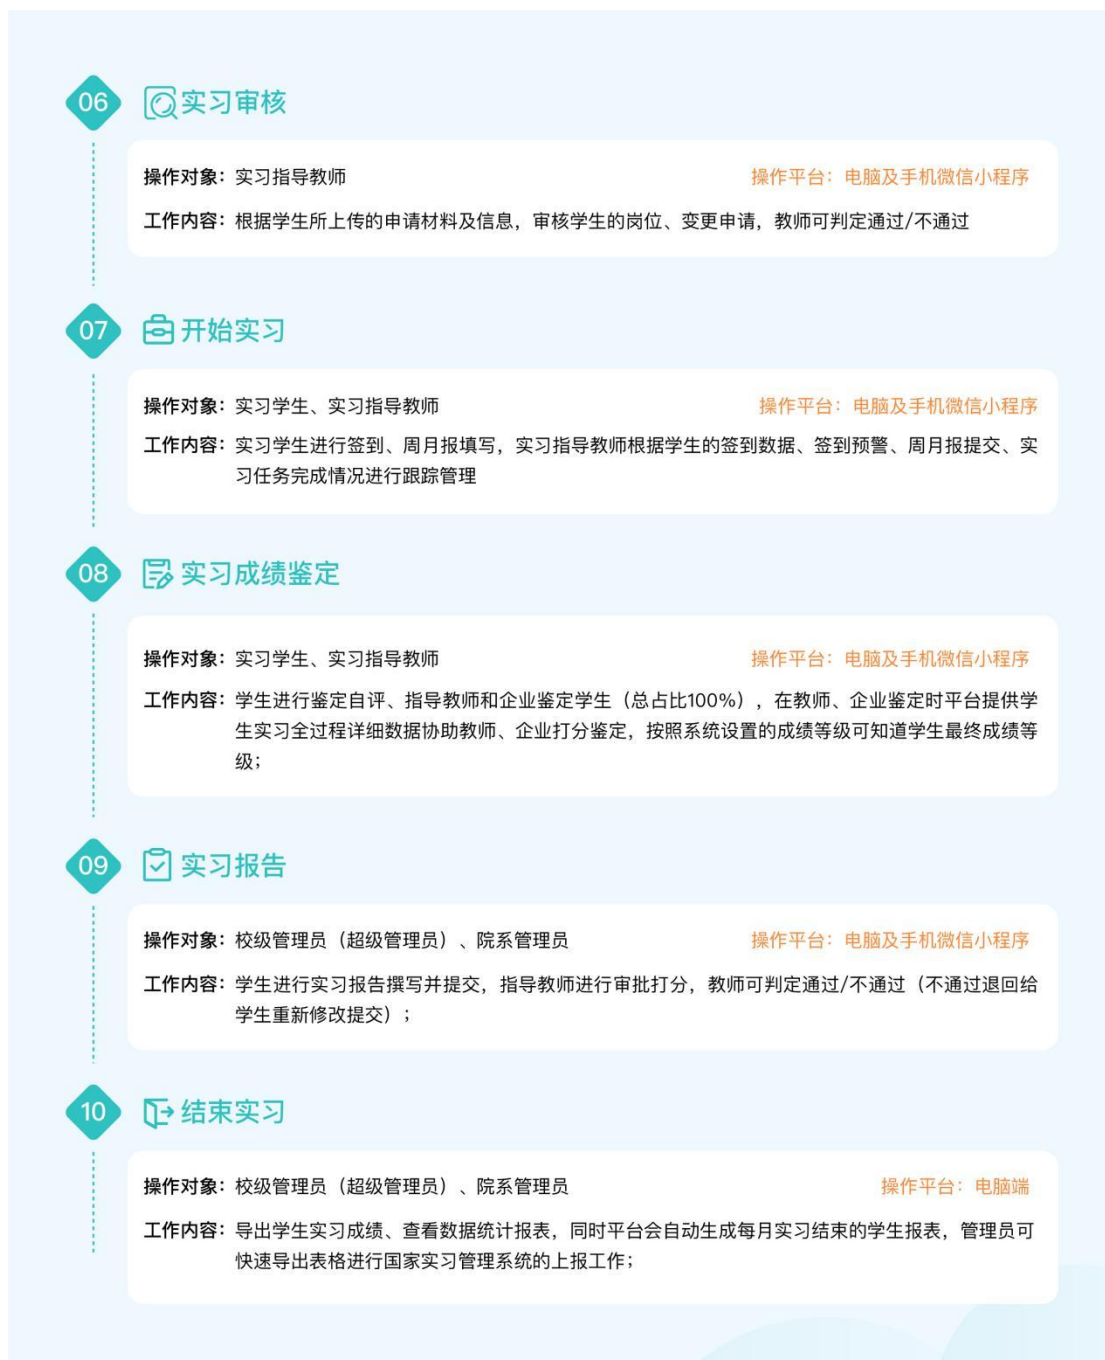 06
实习审核
操作对象：实习指导教师
操作平台：电脑及手机微信小程序
工作内容：根据学生所上传的申请材料及信息，审核学生的岗位、变更申请，教师可判定通过/不通过
07
开始实习
操作对象：实习学生、实习指导教师
操作平台：电脑及手机微信小程序
工作内容：实习学生进行签到、周月报填写，实习指导教师根据学生的签到数据、签到预警、周月报提交、实
习任务完成情况进行跟踪管理
08
实习成绩鉴定
操作对象：实习学生、实习指导教师
操作平台：电脑及手机微信小程序
工作内容：学生进行鉴定自评、指导教师和企业鉴定学生（总占比100%），在教师、企业鉴定时平台提供学
生实习全过程详细数据协助教师、企业打分鉴定，按照系统设置的成绩等级可知道学生最终成绩等
级；
09
实习报告
操作对象：校级管理员（超级管理员）、院系管理员
操作平台：电脑及手机微信小程序
工作内容：学生进行实习报告撰写并提交，指导教师进行审批打分，教师可判定通过/不通过（不通过退回给
学生重新修改提交）；
10
结束实习
操作对象：校级管理员（超级管理员）、院系管理员
操作平台：电脑端
工作内容：导出学生实习成绩、查看数据统计报表，同时平台会自动生成每月实习结束的学生报表，管理员可
快速导出表格进行国家实习管理系统的上报工作；